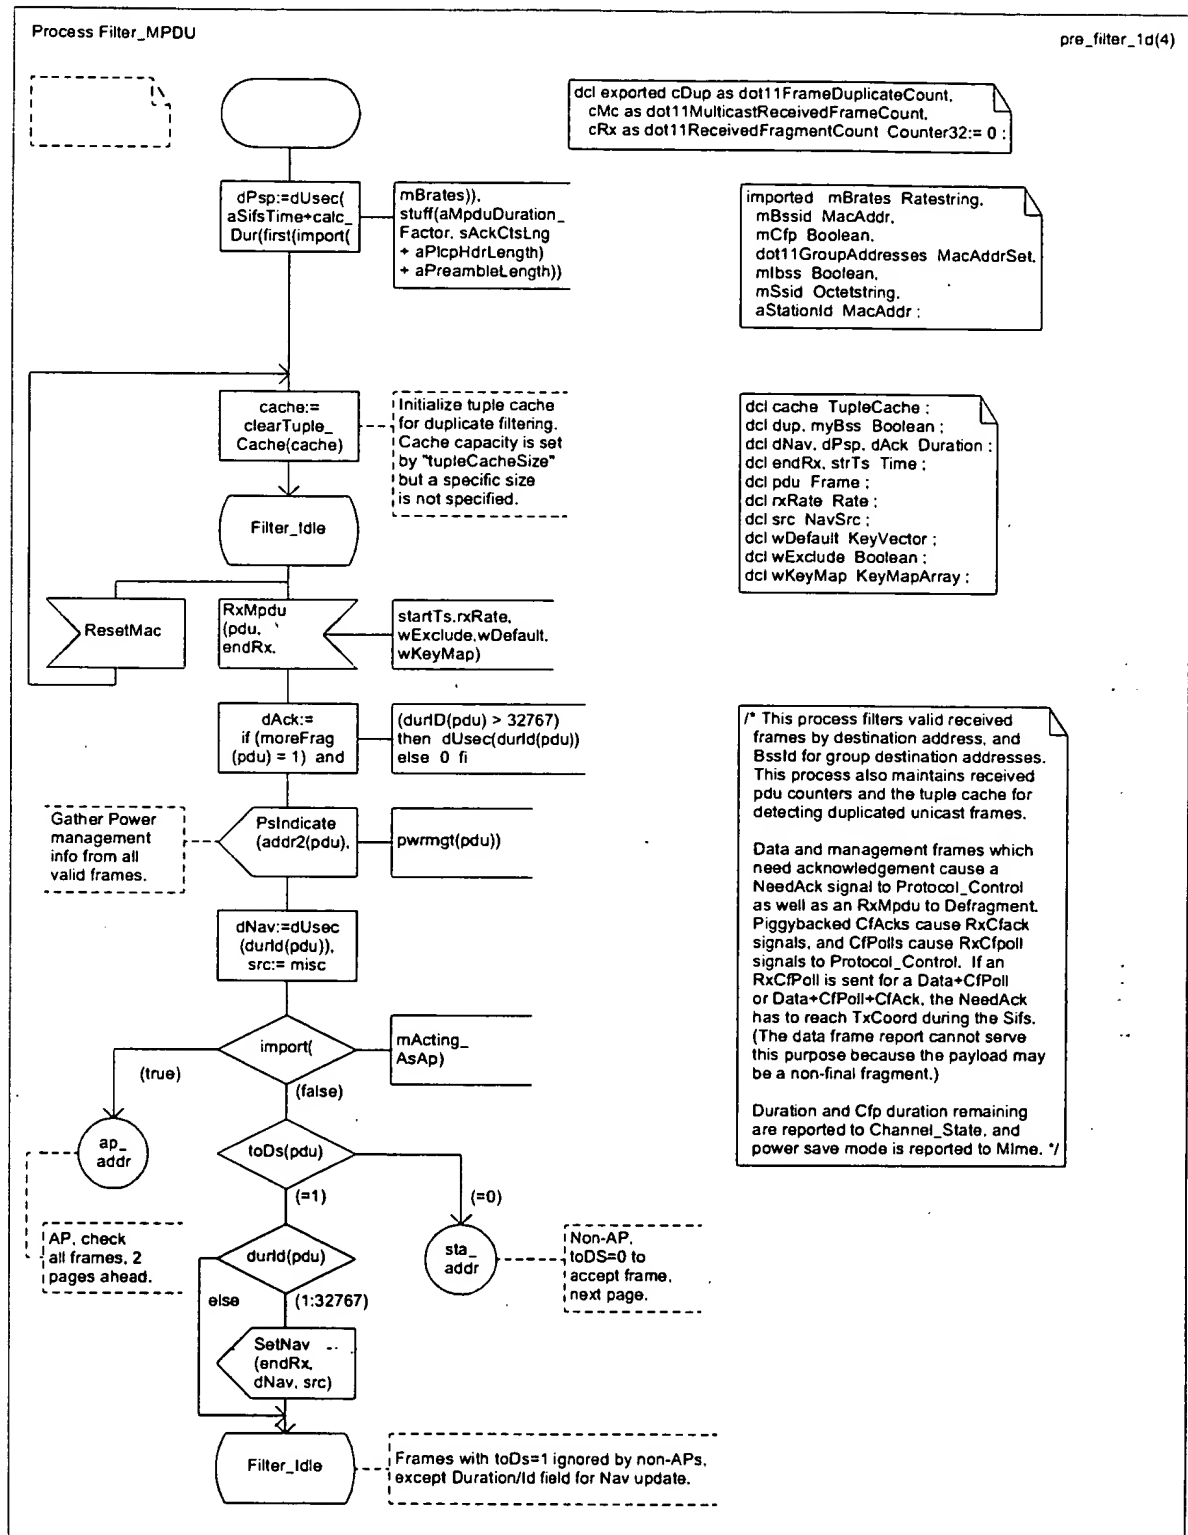 Process Filter_MPDU
pre_filter_1d(4)
dcl exported cDup as dot11FrameDuplicateCount,
cMc as dot11MulticastReceivedFrameCount,
cRx as dot11ReceivedFragmentCount Counter32:= 0 ;
dPsp:=dUsec(
aSifsTime+calc_
Dur(first(import(
mBrates)),
stuff(aMpduDuration_
Factor, sAckCtsLng
+ aPlcpHdrLength)
+ aPreambleLength))
imported mBrates Ratestring,
mBssid MacAddr,
mCfp Boolean,
dot11GroupAddresses MacAddrSet,
mIbss Boolean,
mSsid Octetstring,
aStationId MacAddr ;
cache:=
clearTuple_
Cache(cache)
Initialize tuple cache
for duplicate filtering.
Cache capacity is set
by "tupleCacheSize"
but a specific size
is not specified.
dcl cache TupleCache ;
dcl dup, myBss Boolean ;
dcl dNav, dPsp, dAck Duration ;
dcl endRx, strTs Time ;
dcl pdu Frame ;
dcl rxRate Rate ;
dcl src NavSrc ;
dcl wDefault KeyVector ;
dcl wExclude Boolean ;
dcl wKeyMap KeyMapArray ;
Filter_Idle
ResetMac
RxMpdu
(pdu,
endRx,
startTs,rxRate,
wExclude,wDefault,
wKeyMap)
dAck:=
if (moreFrag
(pdu) = 1) and
(durID(pdu) > 32767)
then dUsec(durId(pdu))
else 0 fi
Gather Power
management
info from all
valid frames.
PsIndicate
(addr2(pdu),
pwrmgt(pdu))
dNav:=dUsec
(durId(pdu)),
src:= misc
/* This process filters valid received
frames by destination address, and
BssId for group destination addresses.
This process also maintains received
pdu counters and the tuple cache for
detecting duplicated unicast frames.
Data and management frames which
need acknowledgement cause a
NeedAck signal to Protocol_Control
as well as an RxMpdu to Defragment.
Piggybacked CfAcks cause RxCfack
signals, and CfPolls cause RxCfpoll
signals to Protocol_Control. If an
RxCfPoll is sent for a Data+CfPoll
or Data+CfPoll+CfAck, the NeedAck
has to reach TxCoord during the Sifs.
(The data frame report cannot serve
this purpose because the payload may
be a non-final fragment.)
Duration and Cfp duration remaining
are reported to Channel_State, and
power save mode is reported to Mlme. */
import(
mActing_
AsAp)
(true)
(false)
ap_
addr
toDs(pdu)
(=1)
(=0)
AP, check
all frames, 2
pages ahead.
durId(pdu)
sta_
addr
Non-AP,
toDS=0 to
accept frame,
next page.
else
(1:32767)
SetNav
(endRx,
dNav, src)
Filter_Idle
Frames with toDs=1 ignored by non-APs,
except Duration/Id field for Nav update.